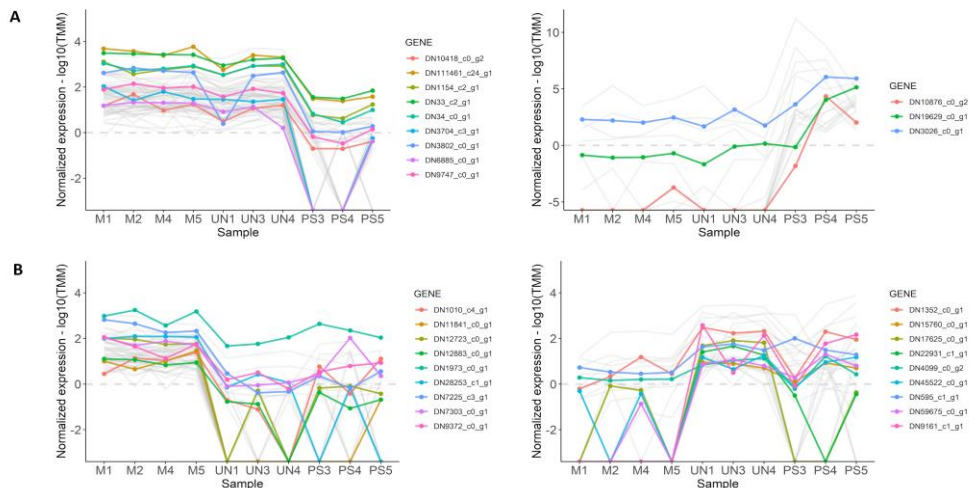 A
Normalized expression - log10(TMM)
4
2
0
-2
M1 M2 M4 M5 UN1 UN3 UN4 PS3 PS4 PS5
Sample
GENE
DN10418_c0_g2
DN111461_c24_g1
DN1154_c2_g1
DN33_c2_g1
DN34_c0_g1
DN3704_c3_g1
DN3802_c0_g1
DN6885_c0_g1
DN9747_c0_g1
Normalized expression - log10(TMM)
10
5
0
-5
M1 M2 M4 M5 UN1 UN3 UN4 PS3 PS4 PS5
Sample
GENE
DN10876_c0_g2
DN19629_c0_g1
DN3026_c0_g1
B
Normalized expression - log10(TMM)
4
2
0
-2
M1 M2 M4 M5 UN1 UN3 UN4 PS3 PS4 PS5
Sample
GENE
DN1010_c4_g1
DN11841_c0_g1
DN12723_c0_g1
DN12883_c0_g1
DN1973_c0_g1
DN28253_c1_g1
DN7225_c3_g1
DN7303_c0_g1
DN9372_c0_g1
Normalized expression - log10(TMM)
4
2
0
-2
M1 M2 M4 M5 UN1 UN3 UN4 PS3 PS4 PS5
Sample
GENE
DN1352_c0_g1
DN15760_c0_g1
DN17625_c0_g1
DN22931_c1_g1
DN4099_c0_g2
DN45522_c0_g1
DN595_c1_g1
DN59675_c0_g1
DN9161_c1_g1